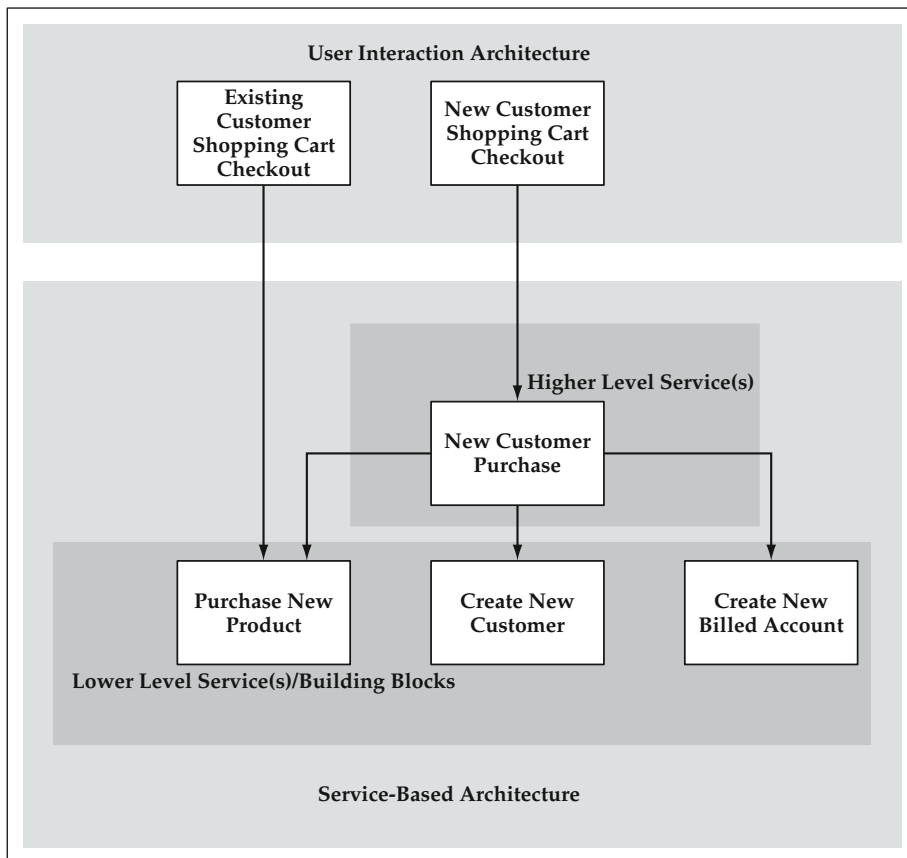 User Interaction Architecture
Existing
Customer
Shopping Cart
Checkout
New Customer
Shopping Cart
Checkout
Higher Level Service(s)
New Customer
Purchase
Purchase New
Product
Create New
Customer
Create New
Billed Account
Lower Level Service(s)/Building Blocks
Service-Based Architecture